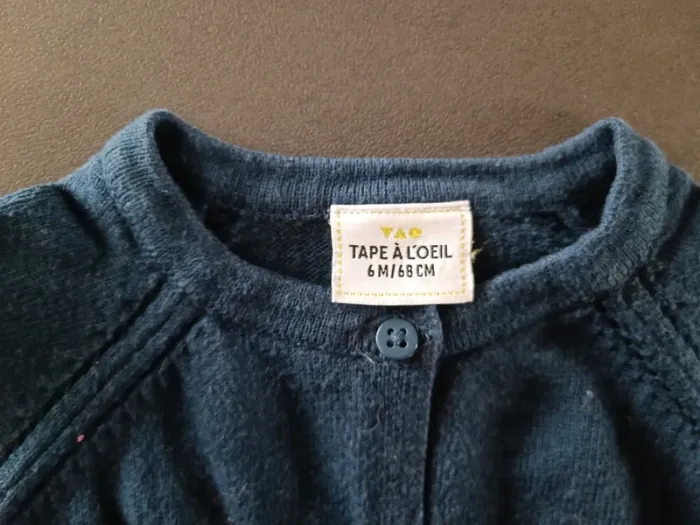 TAO
TAPE À L'OEIL
6 M/68 CM